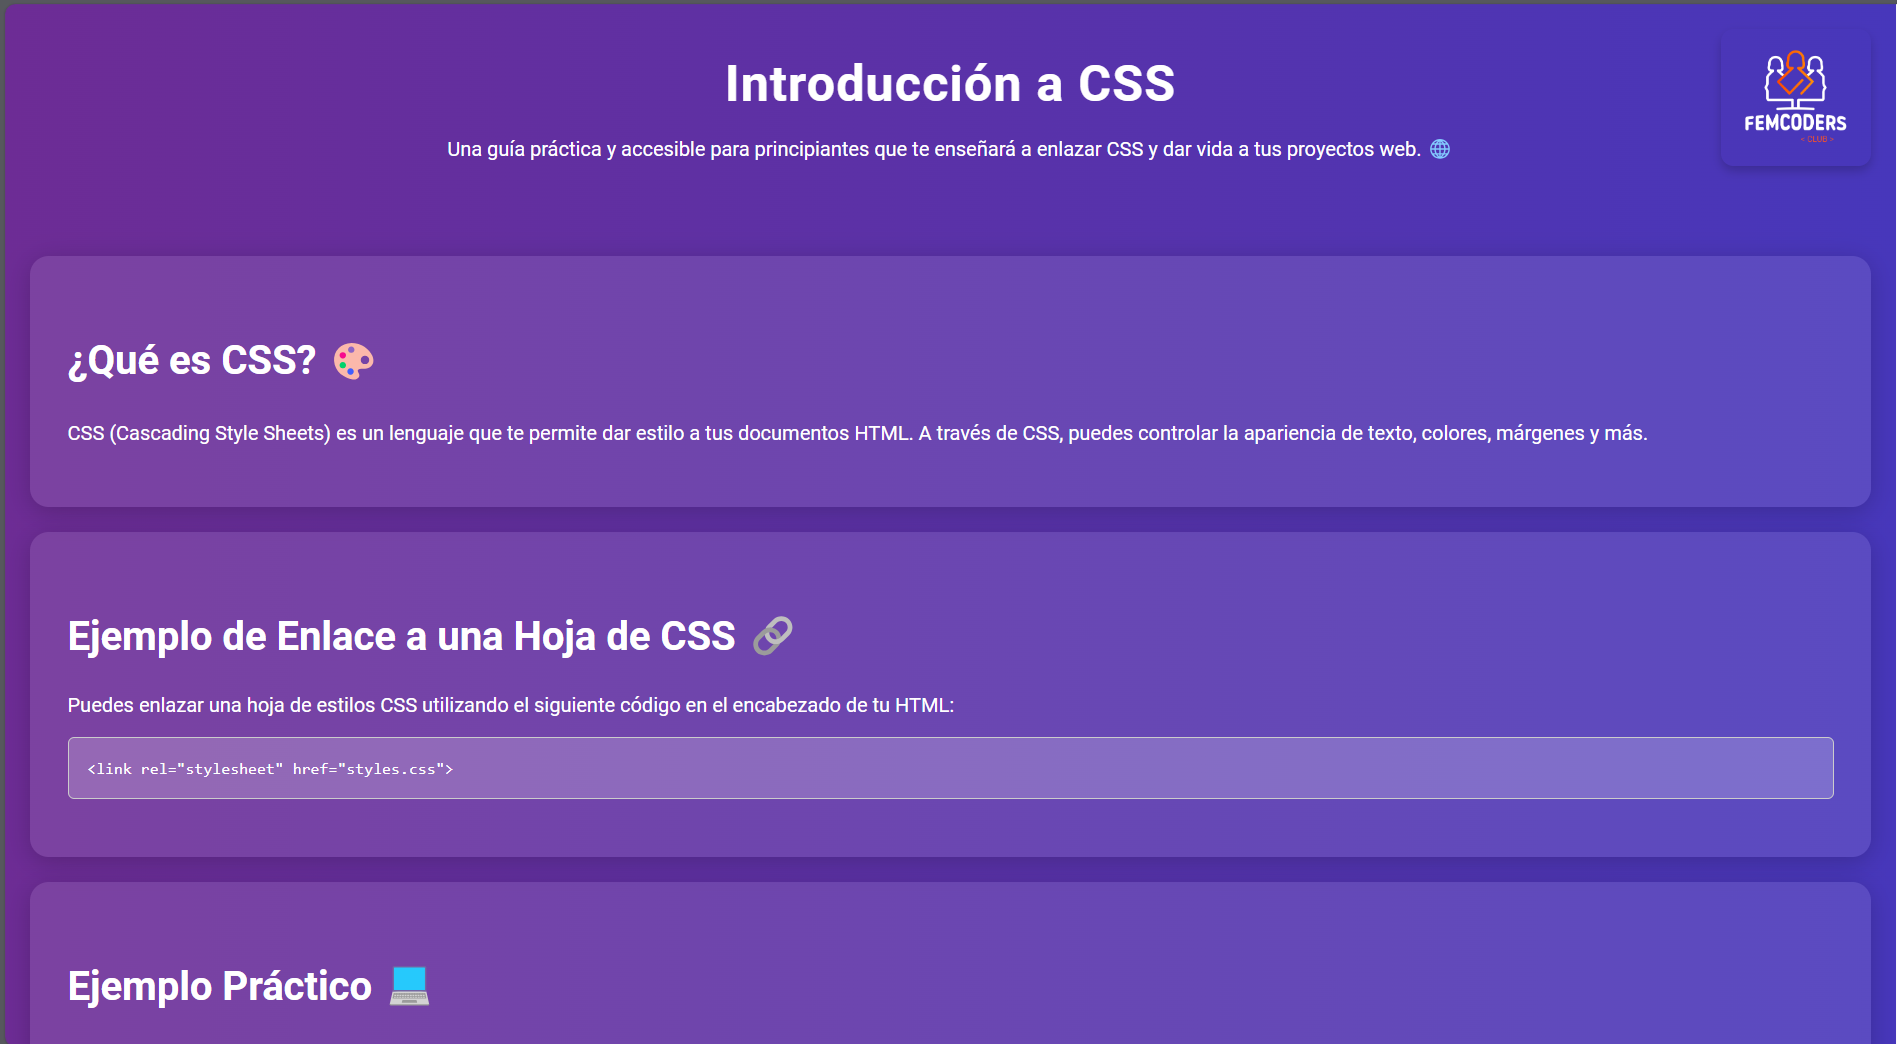 Introducción a CSS
Una guía práctica y accesible para principiantes que te enseñará a enlazar CSS y dar vida a tus proyectos web. 🌐
FEMCODERS
< CLUB >
¿Qué es CSS? 🎨
CSS (Cascading Style Sheets) es un lenguaje que te permite dar estilo a tus documentos HTML. A través de CSS, puedes controlar la apariencia de texto, colores, márgenes y más.
Ejemplo de Enlace a una Hoja de CSS 🔗
Puedes enlazar una hoja de estilos CSS utilizando el siguiente código en el encabezado de tu HTML:
<link rel="stylesheet" href="styles.css">
Ejemplo Práctico 💻